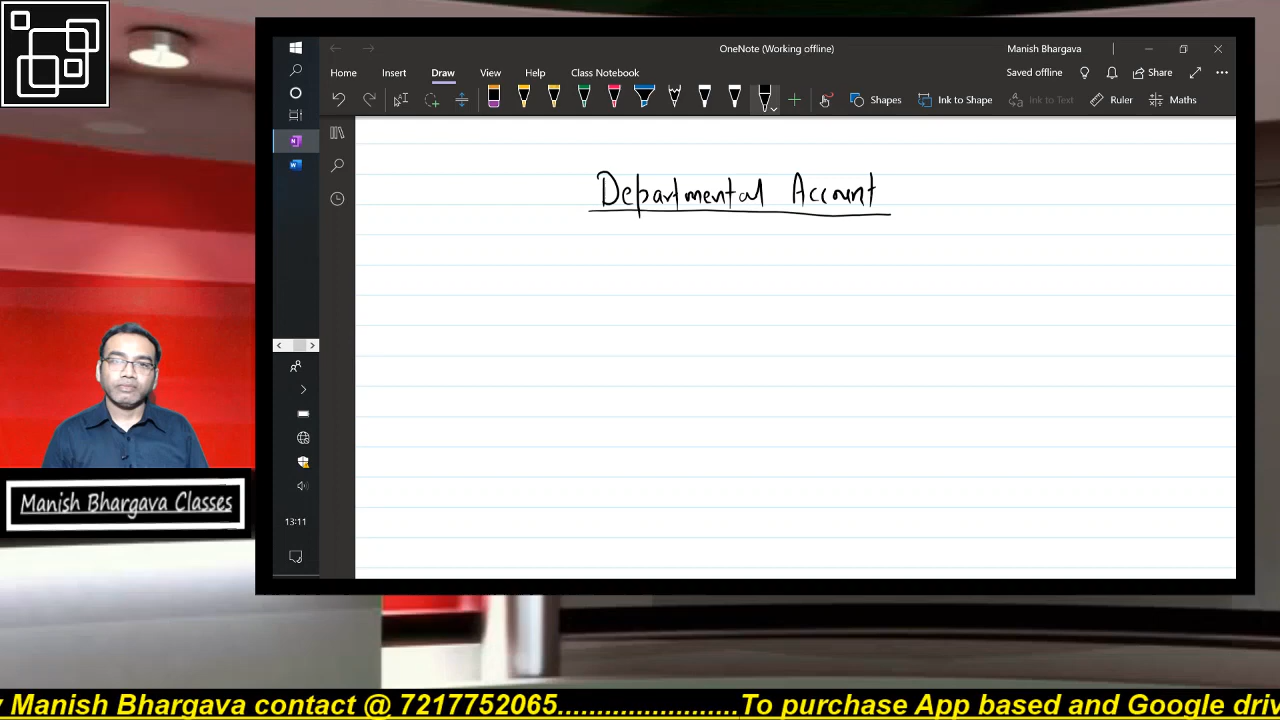 OneNote (Working offline)
Manish Bhargava
Home Insert Draw View Help Class Notebook
Saved offline Share
Shapes Ink to Shape Ink to Text Ruler Maths
Departmental Account
Manish Bhargava Classes
13:11
Manish Bhargava contact @ 7217752065.......................To purchase App based and Google driv